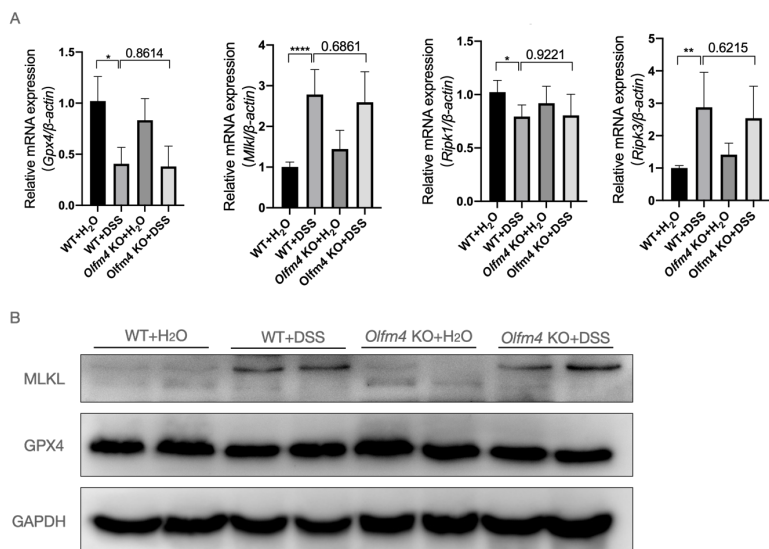 A
Relative mRNA expression
(Gpx4/β-actin)
1.5
1.0
0.5
0.0
*
0.8614
WT+H₂O
WT+DSS
Olfm4 KO+H₂O
Olfm4 KO+DSS
Relative mRNA expression
(Mlkl/β-actin)
4
3
2
1
0
****
0.6861
WT+H₂O
WT+DSS
Olfm4 KO+H₂O
Olfm4 KO+DSS
Relative mRNA expression
(Ripk1/β-actin)
1.5
1.0
0.5
0.0
*
0.9221
WT+H₂O
WT+DSS
Olfm4 KO+H₂O
Olfm4 KO+DSS
Relative mRNA expression
(Ripk3/β-actin)
5
4
3
2
1
0
**
0.6215
WT+H₂O
WT+DSS
Olfm4 KO+H₂O
Olfm4 KO+DSS
B
WT+H2O WT+DSS Olfm4 KO+H2O Olfm4 KO+DSS
MLKL
GPX4
GAPDH